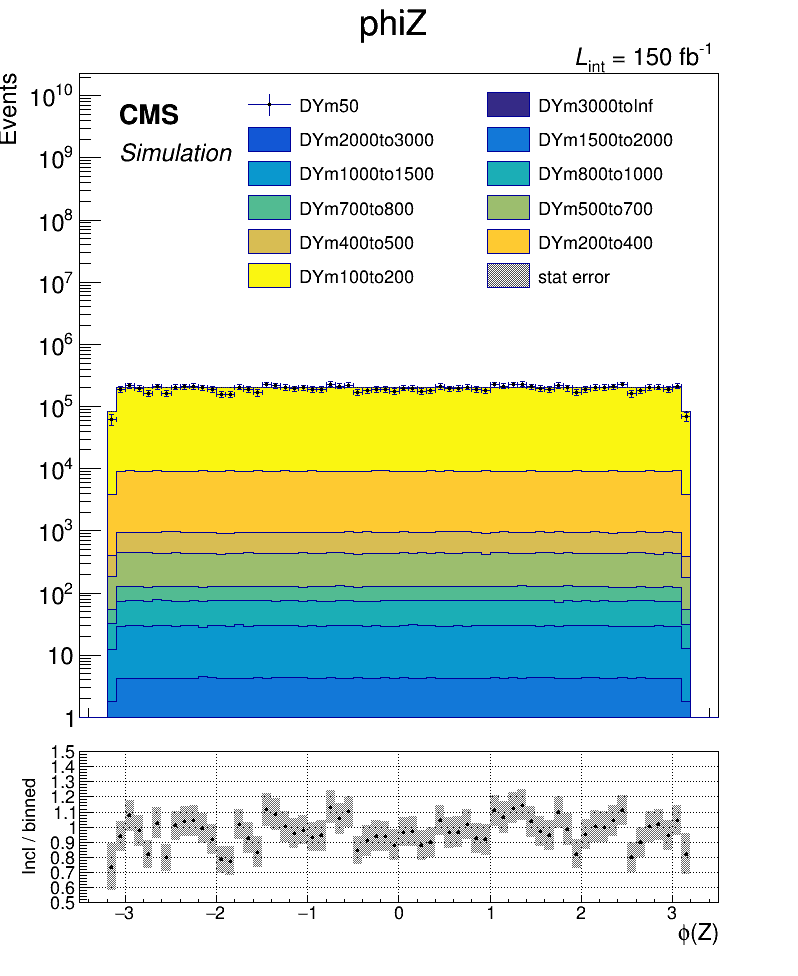 phiZ
L_int = 150 fb^-1
Events
CMS
Simulation
DYm50
DYm3000toInf
DYm2000to3000
DYm1500to2000
DYm1000to1500
DYm800to1000
DYm700to800
DYm500to700
DYm400to500
DYm200to400
DYm100to200
stat error
10^10
10^9
10^8
10^7
10^6
10^5
10^4
10^3
10^2
10
1
Incl / binned
1.5
1.4
1.3
1.2
1.1
1
0.9
0.8
0.7
0.6
0.5
−3 −2 −1 0 1 2 3
ϕ(Z)